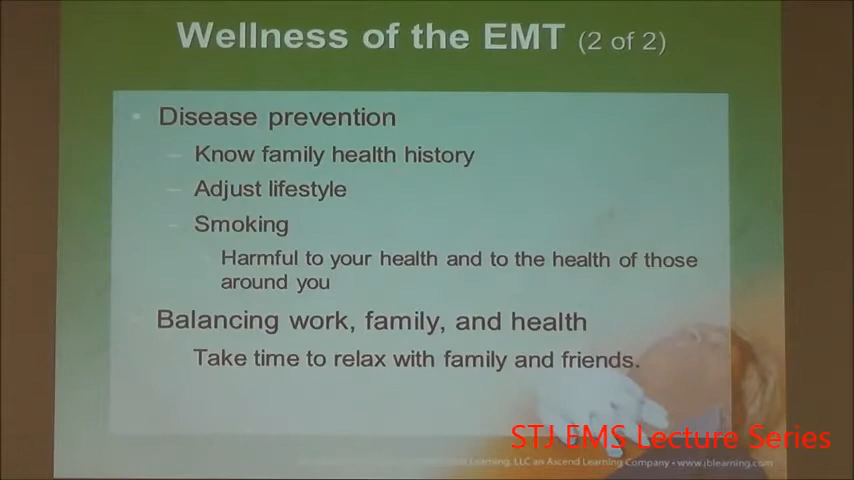 Wellness of the EMT (2 of 2)
Disease prevention
Know family health history
Adjust lifestyle
Smoking
Harmful to your health and to the health of those
around you
Balancing work, family, and health
Take time to relax with family and friends.
STJ EMS Lecture Series
Learning, LLC an Ascend Learning Company • www.jblearning.com